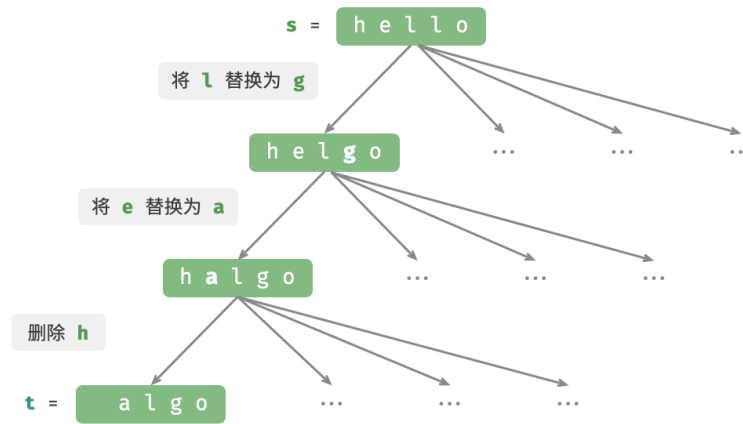 s = hello
将 l 替换为 g
... ... ..
helgo
将 e 替换为 a
... ... ...
halgo
删除 h
t = algo
... ... ...